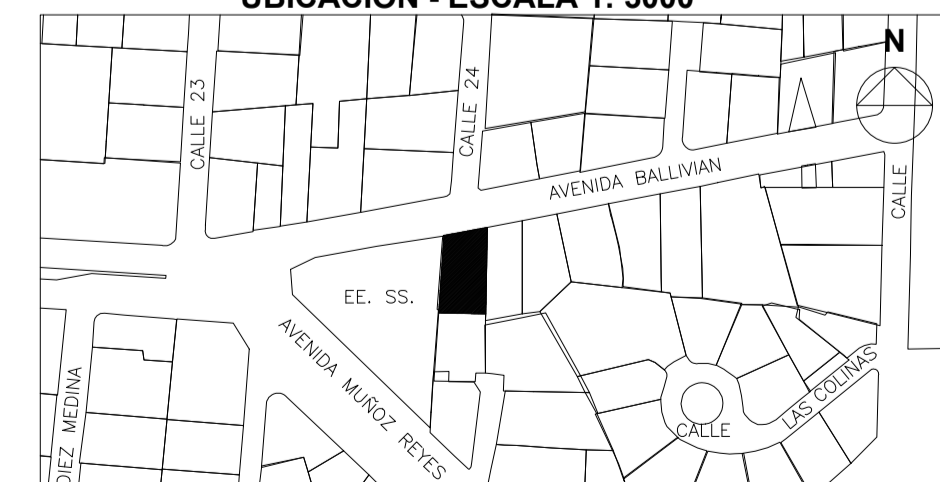 UBICACION - ESCALA 1: 5000
N
CALLE 23
CALLE 24
AVENIDA BALLIVIAN
CALLE
EE. SS.
AVENIDA MUÑOZ REYES
DIEZ MEDINA
LAS COLINAS
CALLE